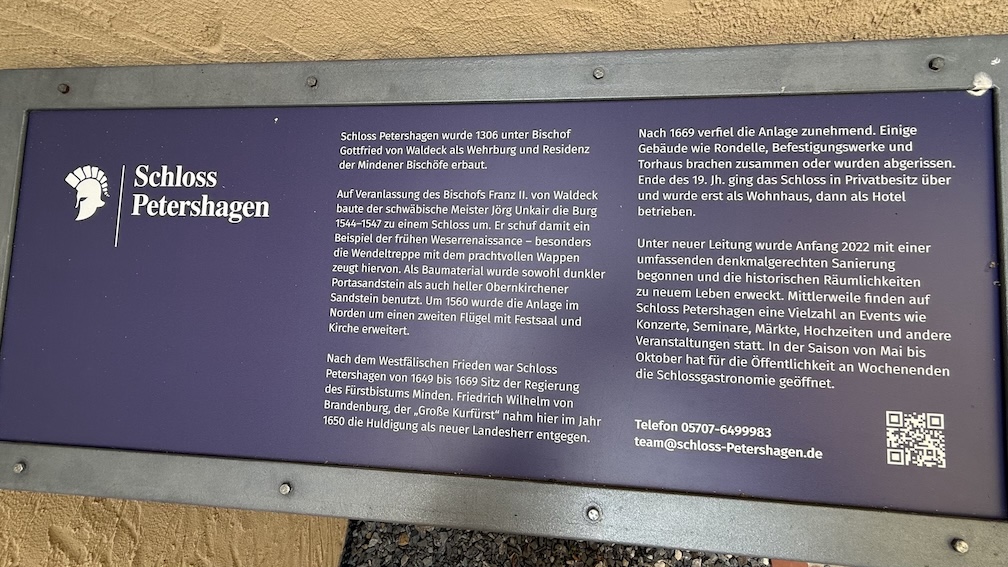 Schloss
Petershagen
Schloss Petershagen wurde 1306 unter Bischof
Gottfried von Waldeck als Wehrburg und Residenz
der Mindener Bischöfe erbaut.
Auf Veranlassung des Bischofs Franz II. von Waldeck
baute der schwäbische Meister Jörg Unkair die Burg
1544–1547 zu einem Schloss um. Er schuf damit ein
Beispiel der frühen Weserrenaissance – besonders
die Wendeltreppe mit dem prachtvollen Wappen
zeugt hiervon. Als Baumaterial wurde sowohl dunkler
Portasandstein als auch heller Obernkirchener
Sandstein benutzt. Um 1560 wurde die Anlage im
Norden um einen zweiten Flügel mit Festsaal und
Kirche erweitert.
Nach dem Westfälischen Frieden war Schloss
Petershagen von 1649 bis 1669 Sitz der Regierung
des Fürstbistums Minden. Friedrich Wilhelm von
Brandenburg, der „Große Kurfürst“ nahm hier im Jahr
1650 die Huldigung als neuer Landesherr entgegen.
Nach 1669 verfiel die Anlage zunehmend. Einige
Gebäude wie Rondelle, Befestigungswerke und
Torhaus brachen zusammen oder wurden abgerissen.
Ende des 19. Jh. ging das Schloss in Privatbesitz über
und wurde erst als Wohnhaus, dann als Hotel
betrieben.
Unter neuer Leitung wurde Anfang 2022 mit einer
umfassenden denkmalgerechten Sanierung
begonnen und die historischen Räumlichkeiten
zu neuem Leben erweckt. Mittlerweile finden auf
Schloss Petershagen eine Vielzahl an Events wie
Konzerte, Seminare, Märkte, Hochzeiten und andere
Veranstaltungen statt. In der Saison von Mai bis
Oktober hat für die Öffentlichkeit an Wochenenden
die Schlossgastronomie geöffnet.
Telefon 05707-6499983
team@schloss-Petershagen.de